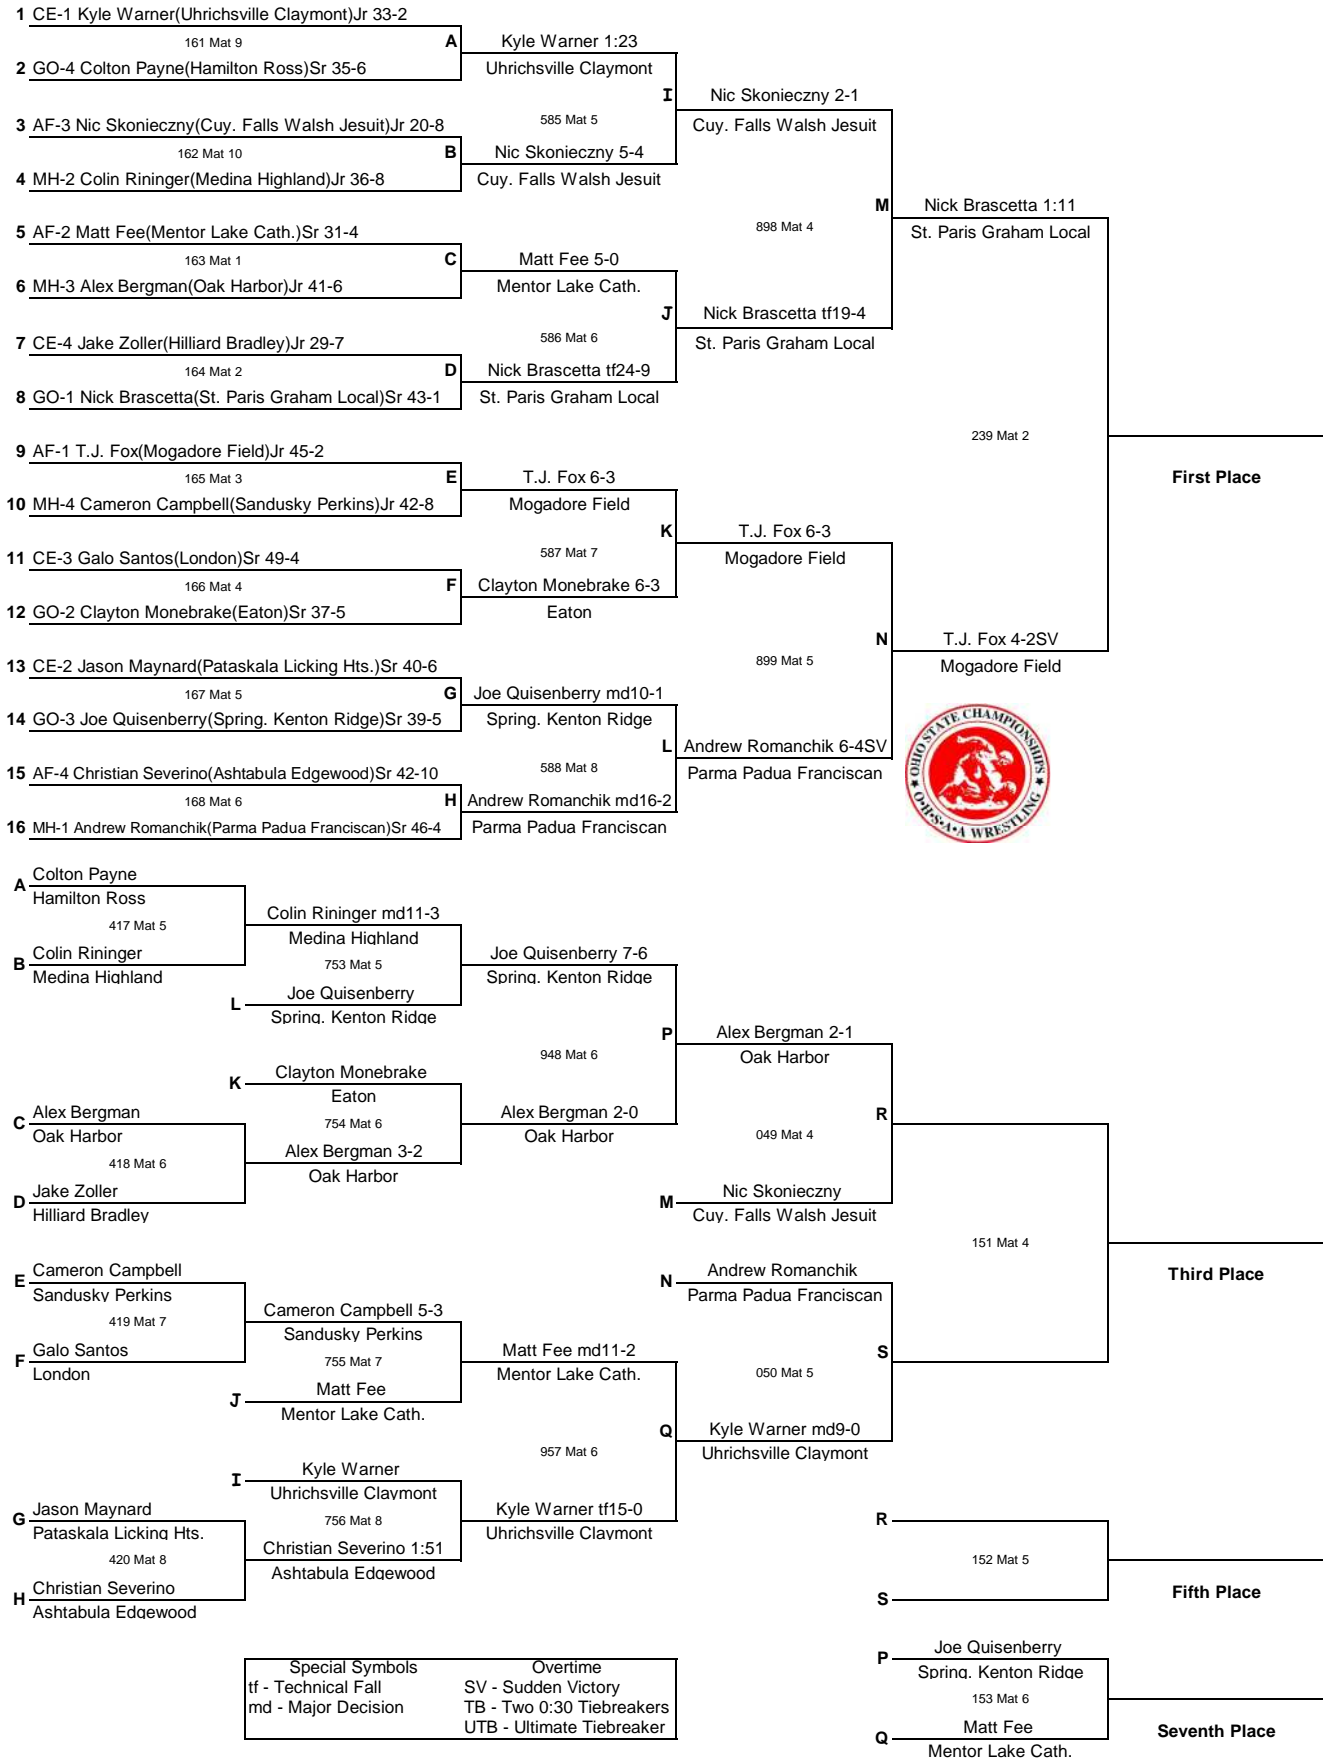 1 CE-1 Kyle Warner(Uhrichsville Claymont)Jr 33-2
161 Mat 9
A
2 GO-4 Colton Payne(Hamilton Ross)Sr 35-6
Kyle Warner 1:23
Uhrichsville Claymont
I
585 Mat 5
3 AF-3 Nic Skonieczny(Cuy. Falls Walsh Jesuit)Jr 20-8
162 Mat 10
B
4 MH-2 Colin Rininger(Medina Highland)Jr 36-8
Nic Skonieczny 5-4
Cuy. Falls Walsh Jesuit
Nic Skonieczny 2-1
Cuy. Falls Walsh Jesuit
M
898 Mat 4
5 AF-2 Matt Fee(Mentor Lake Cath.)Sr 31-4
163 Mat 1
C
6 MH-3 Alex Bergman(Oak Harbor)Jr 41-6
Matt Fee 5-0
Mentor Lake Cath.
J
586 Mat 6
7 CE-4 Jake Zoller(Hilliard Bradley)Jr 29-7
164 Mat 2
D
8 GO-1 Nick Brascetta(St. Paris Graham Local)Sr 43-1
Nick Brascetta tf24-9
St. Paris Graham Local
Nick Brascetta tf19-4
St. Paris Graham Local
Nick Brascetta 1:11
St. Paris Graham Local
239 Mat 2
First Place
9 AF-1 T.J. Fox(Mogadore Field)Jr 45-2
165 Mat 3
E
10 MH-4 Cameron Campbell(Sandusky Perkins)Jr 42-8
T.J. Fox 6-3
Mogadore Field
K
587 Mat 7
11 CE-3 Galo Santos(London)Sr 49-4
166 Mat 4
F
12 GO-2 Clayton Monebrake(Eaton)Sr 37-5
Clayton Monebrake 6-3
Eaton
T.J. Fox 6-3
Mogadore Field
N
899 Mat 5
T.J. Fox 4-2SV
Mogadore Field
13 CE-2 Jason Maynard(Pataskala Licking Hts.)Sr 40-6
167 Mat 5
G
14 GO-3 Joe Quisenberry(Spring. Kenton Ridge)Sr 39-5
Joe Quisenberry md10-1
Spring. Kenton Ridge
L
588 Mat 8
15 AF-4 Christian Severino(Ashtabula Edgewood)Sr 42-10
168 Mat 6
H
16 MH-1 Andrew Romanchik(Parma Padua Franciscan)Sr 46-4
Andrew Romanchik md16-2
Parma Padua Franciscan
Andrew Romanchik 6-4SV
Parma Padua Franciscan
OHIO STATE CHAMPIONSHIPS
O•H•S•A•A WRESTLING
A Colton Payne
Hamilton Ross
417 Mat 5
B Colin Rininger
Medina Highland
Colin Rininger md11-3
Medina Highland
753 Mat 5
L Joe Quisenberry
Spring. Kenton Ridge
Joe Quisenberry 7-6
Spring. Kenton Ridge
P
948 Mat 6
K Clayton Monebrake
Eaton
754 Mat 6
C Alex Bergman
Oak Harbor
418 Mat 6
D Jake Zoller
Hilliard Bradley
Alex Bergman 3-2
Oak Harbor
Alex Bergman 2-0
Oak Harbor
Alex Bergman 2-1
Oak Harbor
R
049 Mat 4
M Nic Skonieczny
Cuy. Falls Walsh Jesuit
151 Mat 4
Third Place
E Cameron Campbell
Sandusky Perkins
419 Mat 7
F Galo Santos
London
Cameron Campbell 5-3
Sandusky Perkins
755 Mat 7
J Matt Fee
Mentor Lake Cath.
Matt Fee md11-2
Mentor Lake Cath.
N Andrew Romanchik
Parma Padua Franciscan
S
050 Mat 5
Q
Kyle Warner md9-0
Uhrichsville Claymont
957 Mat 6
I Kyle Warner
Uhrichsville Claymont
756 Mat 8
G Jason Maynard
Pataskala Licking Hts.
420 Mat 8
H Christian Severino
Ashtabula Edgewood
Christian Severino 1:51
Ashtabula Edgewood
Kyle Warner tf15-0
Uhrichsville Claymont
R
152 Mat 5
S
Fifth Place
Special Symbols Overtime
tf - Technical Fall SV - Sudden Victory
md - Major Decision TB - Two 0:30 Tiebreakers
UTB - Ultimate Tiebreaker
P Joe Quisenberry
Spring. Kenton Ridge
153 Mat 6
Q Matt Fee
Mentor Lake Cath.
Seventh Place